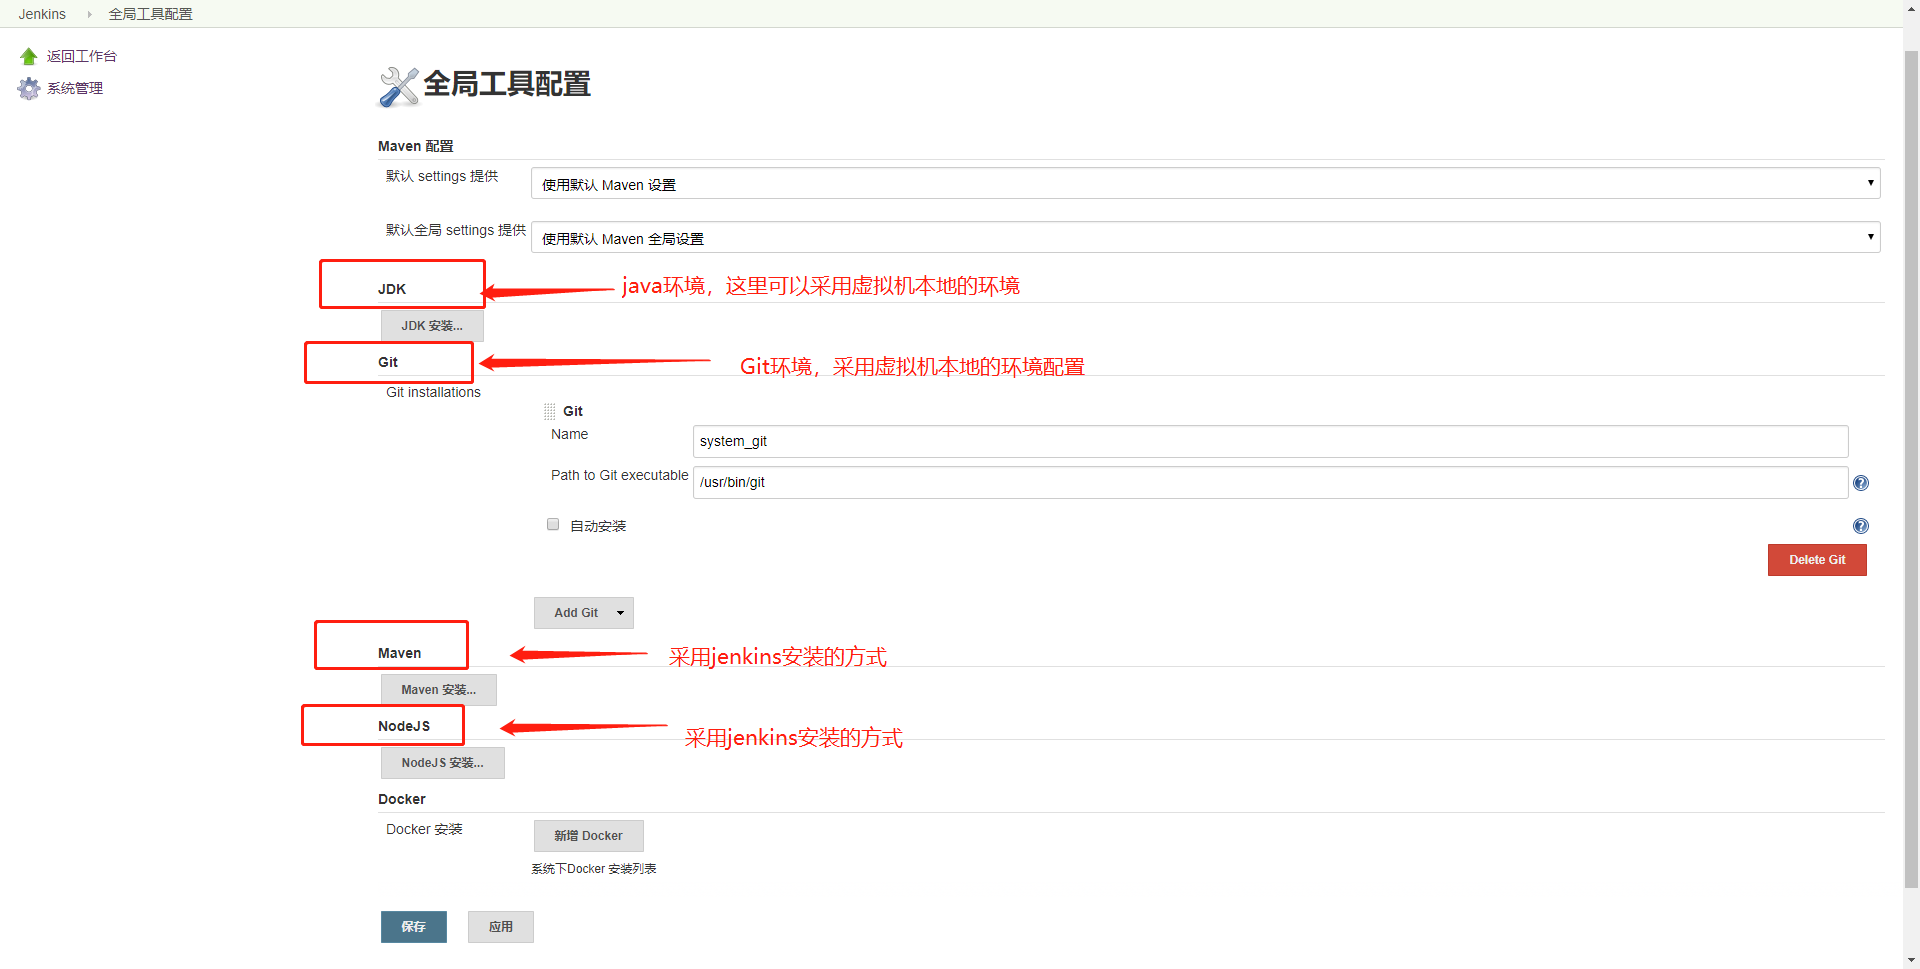 Jenkins 全局工具配置
返回工作台
系统管理
全局工具配置
Maven 配置
默认 settings 提供
使用默认 Maven 设置
默认全局 settings 提供
使用默认 Maven 全局设置
JDK
java环境，这里可以采用虚拟机本地的环境
JDK 安装...
Git
Git环境，采用虚拟机本地的环境配置
Git installations
Git
Name
system_git
Path to Git executable
/usr/bin/git
自动安装
Delete Git
Add Git
Maven
采用jenkins安装的方式
Maven 安装...
NodeJS
采用jenkins安装的方式
NodeJS 安装...
Docker
Docker 安装
新增 Docker
系统下Docker 安装列表
保存 应用